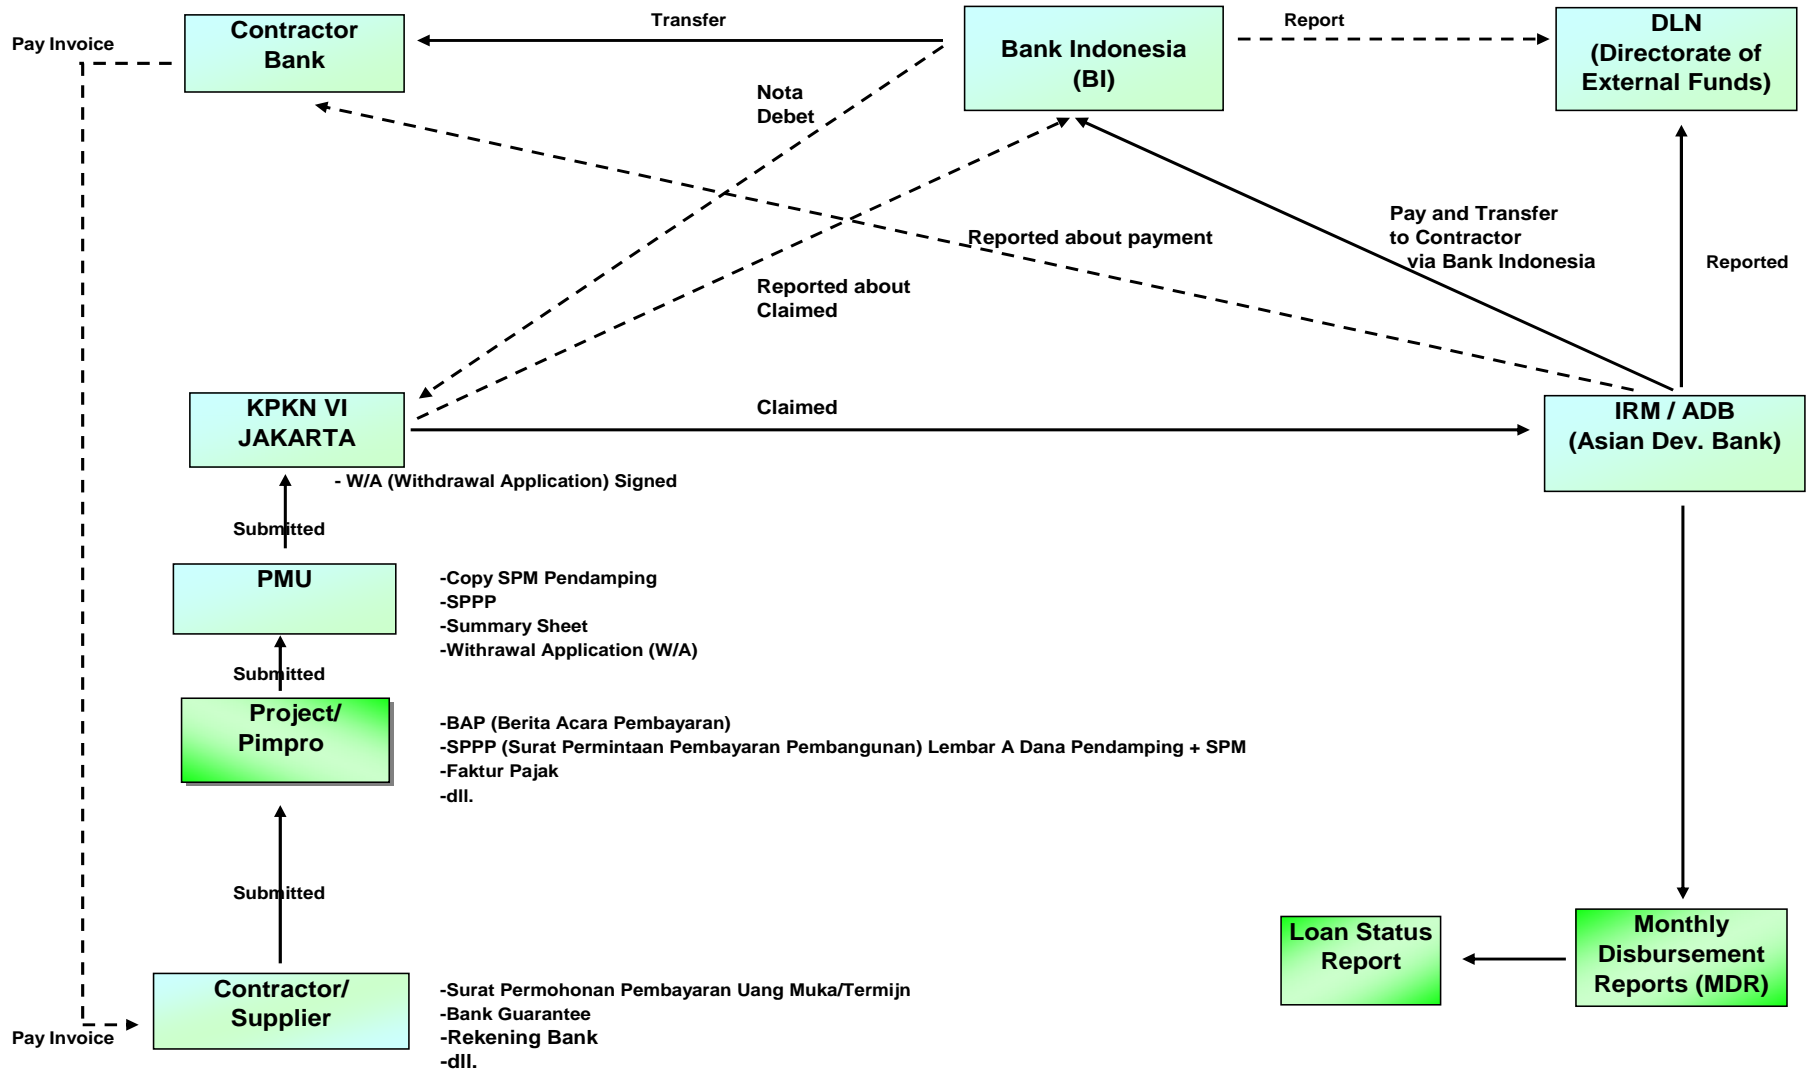 Pay Invoice
Contractor
Bank
Transfer
Bank Indonesia
(BI)
Report
DLN
(Directorate of
External Funds)
Nota
Debet
Reported about payment
Pay and Transfer
to Contractor
via Bank Indonesia
Reported
Reported about
Claimed
KPKN VI
JAKARTA
Claimed
IRM / ADB
(Asian Dev. Bank)
- W/A (Withdrawal Application) Signed
Submitted
PMU
-Copy SPM Pendamping
-SPPP
-Summary Sheet
-Withrawal Application (W/A)
Submitted
Project/
Pimpro
-BAP (Berita Acara Pembayaran)
-SPPP (Surat Permintaan Pembayaran Pembangunan) Lembar A Dana Pendamping + SPM
-Faktur Pajak
-dll.
Submitted
Loan Status
Report
Monthly
Disbursement
Reports (MDR)
Contractor/
Supplier
-Surat Permohonan Pembayaran Uang Muka/Termijn
-Bank Guarantee
-Rekening Bank
-dll.
Pay Invoice